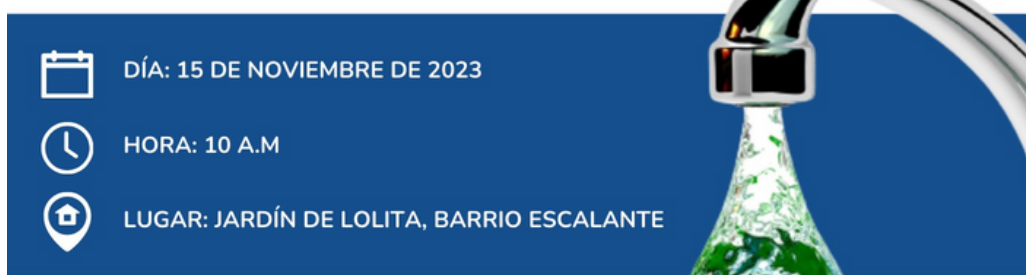 DÍA: 15 DE NOVIEMBRE DE 2023
HORA: 10 A.M
LUGAR: JARDÍN DE LOLITA, BARRIO ESCALANTE